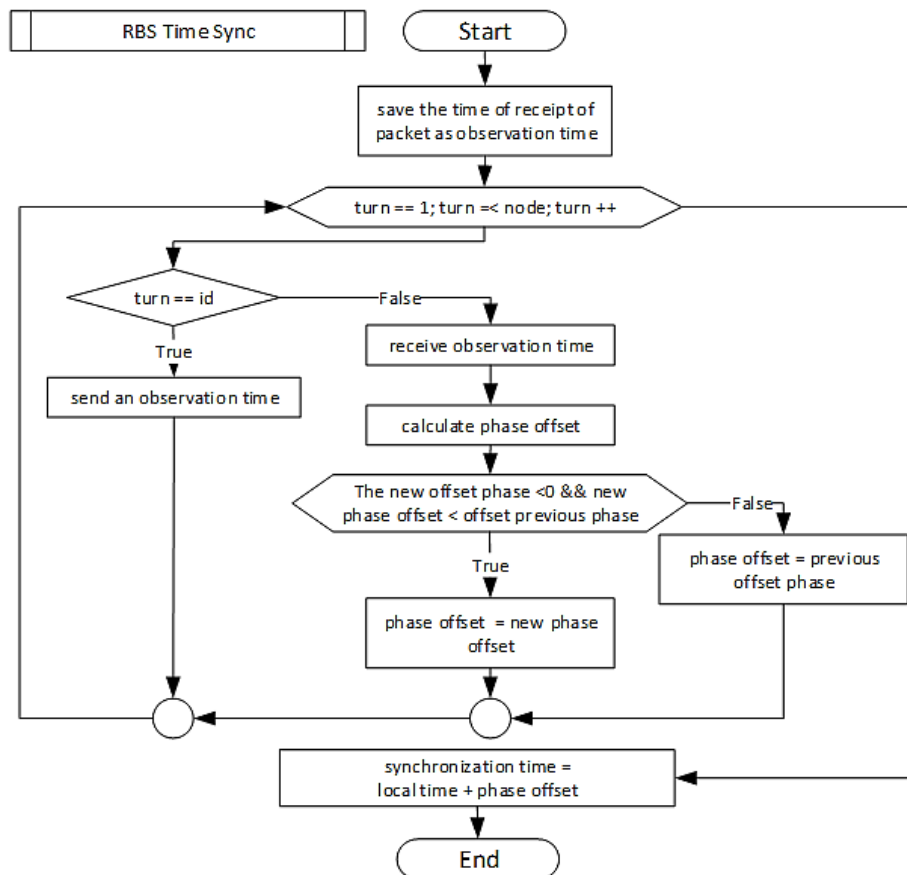 RBS Time Sync
Start
save the time of receipt of
packet as observation time
turn == 1; turn =< node; turn ++
turn == id
False
True
receive observation time
send an observation time
calculate phase offset
The new offset phase <0 && new
phase offset < offset previous phase
False
True
phase offset = previous
offset phase
phase offset = new phase
offset
synchronization time =
local time + phase offset
End